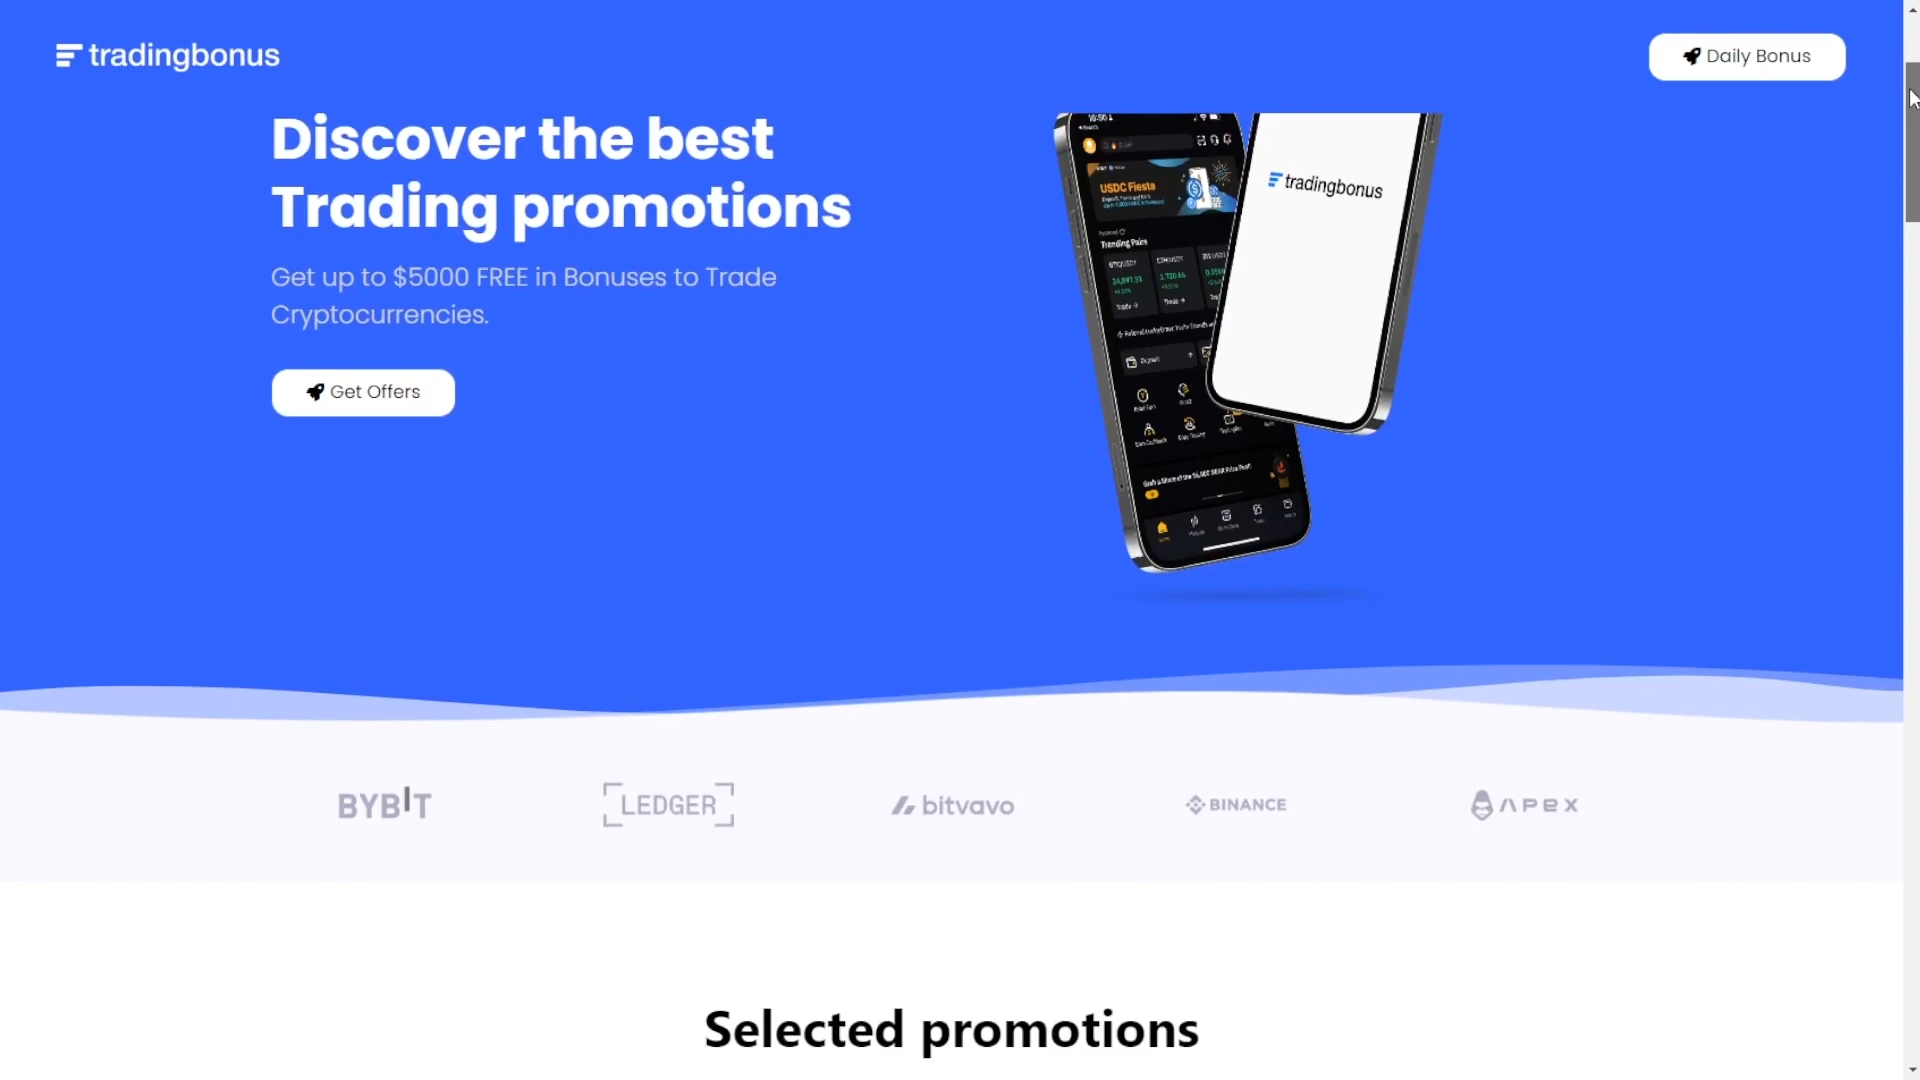 tradingbonus
Daily Bonus
Discover the best
Trading promotions
Get up to $5000 FREE in Bonuses to Trade
Cryptocurrencies.
Get Offers
USDC Fiesta
Trending Pairs
tradingbonus
Deposit
BYBIT
LEDGER
bitvavo
BINANCE
APEX
Selected promotions